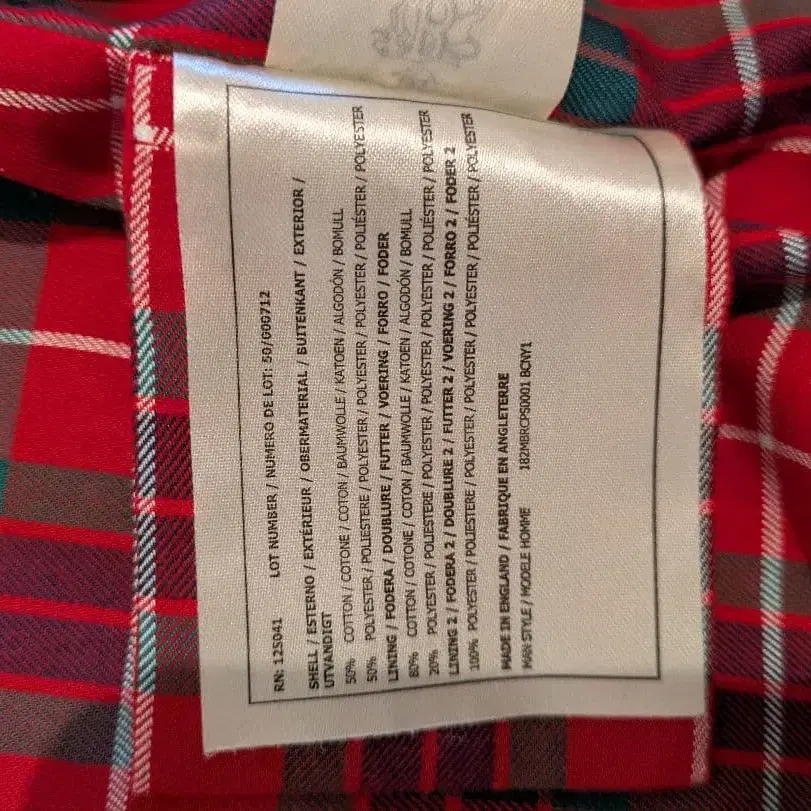 RN: 125041 LOT NUMBER / NUMERO DE LOT: 50/000712
SHELL / ESTERNO / EXTÉRIEUR / OBERMATERIAL / BUITENKANT / EXTERIOR /
UTVANDIGT
50% COTTON / COTONE / COTON / BAUMWOLLE / KATOEN / ALGODÓN / BOMULL
50% POLYESTER / POLIESTERE / POLYESTER / POLYESTER / POLYESTER / POLIÉSTER / POLYESTER
LINING / FODERA / DOUBLURE / FUTTER / VOERING / FORRO / FODER
80% COTTON / COTONE / COTON / BAUMWOLLE / KATOEN / ALGODÓN / BOMULL
20% POLYESTER / POLIESTERE / POLYESTER / POLYESTER / POLYESTER / POLIÉSTER / POLYESTER
LINING 2 / FODERA 2 / DOUBLURE 2 / FUTTER 2 / VOERING 2 / FORRO 2 / FODER 2
100% POLYESTER / POLIESTERE / POLYESTER / POLYESTER / POLYESTER / POLIÉSTER / POLYESTER
MADE IN ENGLAND / FABRIQUE EN ANGLETERRE
MAN STYLE / MODELE HOMME 182MBRCPS0001 BCNY1